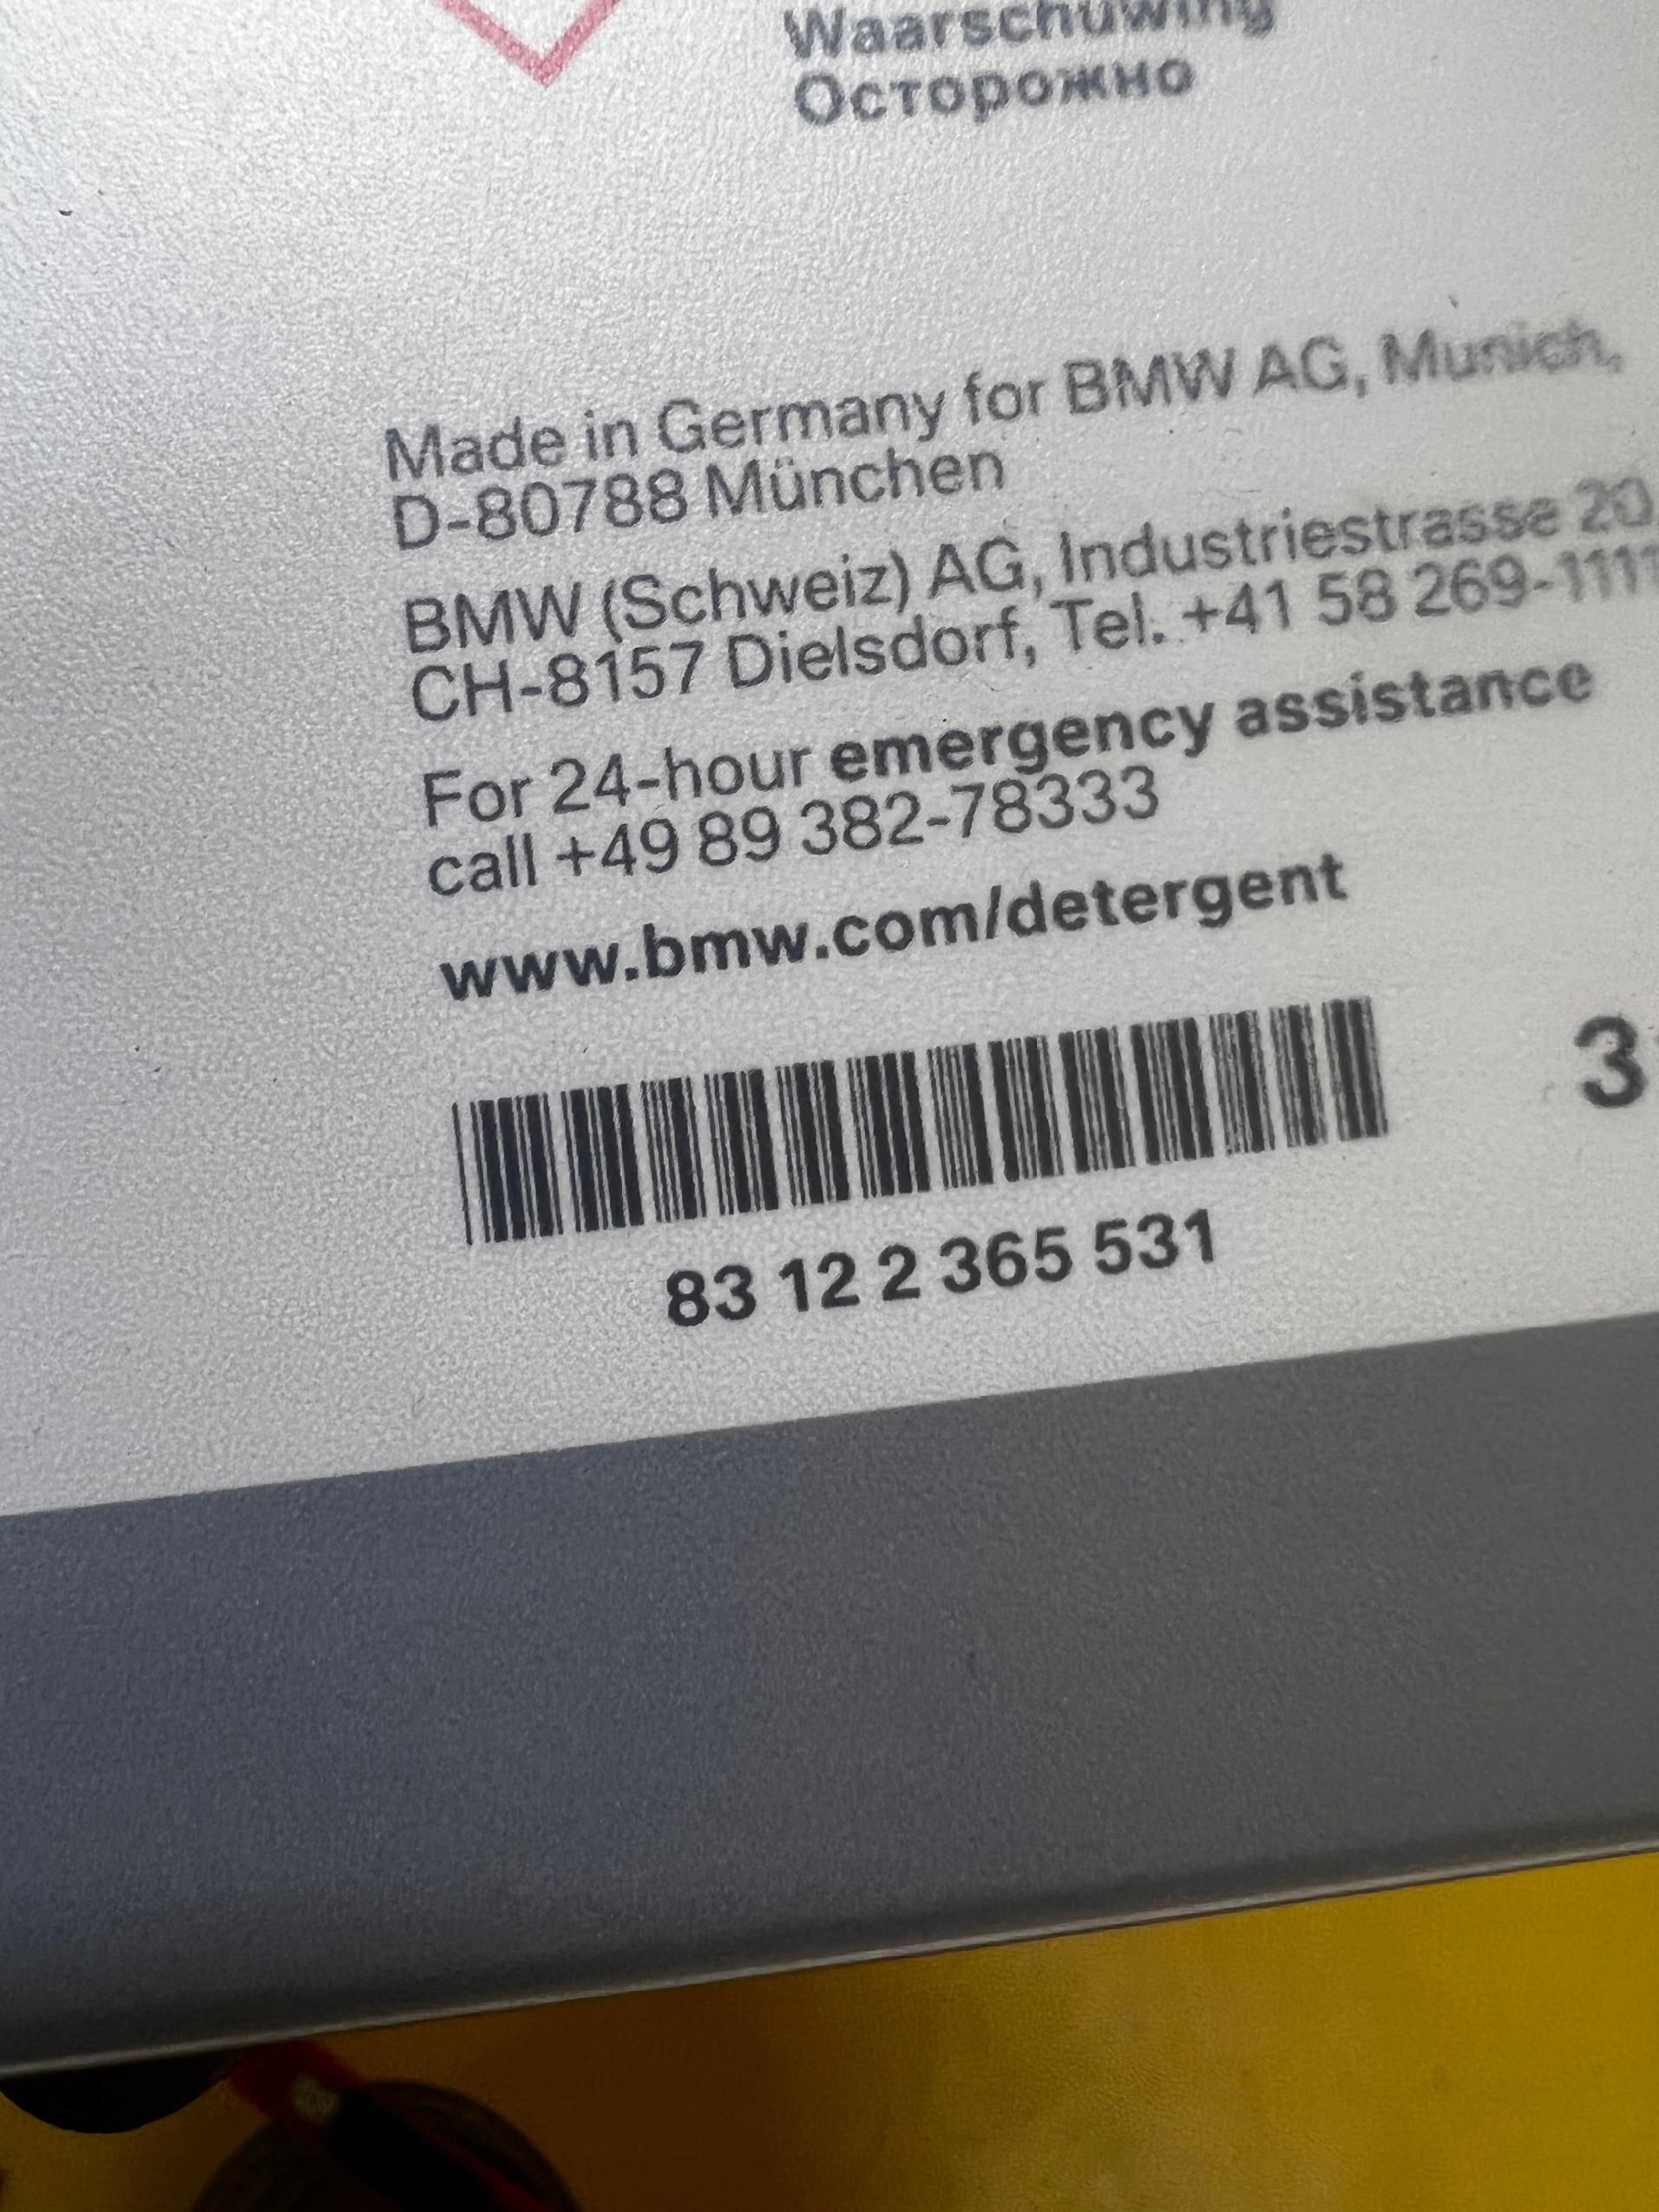 Waarschuwing
Осторожно
Made in Germany for BMW AG, Munich,
D-80788 München
BMW (Schweiz) AG, Industriestrasse 20,
CH-8157 Dielsdorf, Tel. +41 58 269-1111
For 24-hour emergency assistance
call +49 89 382-78333
www.bmw.com/detergent
3
83 12 2 365 531